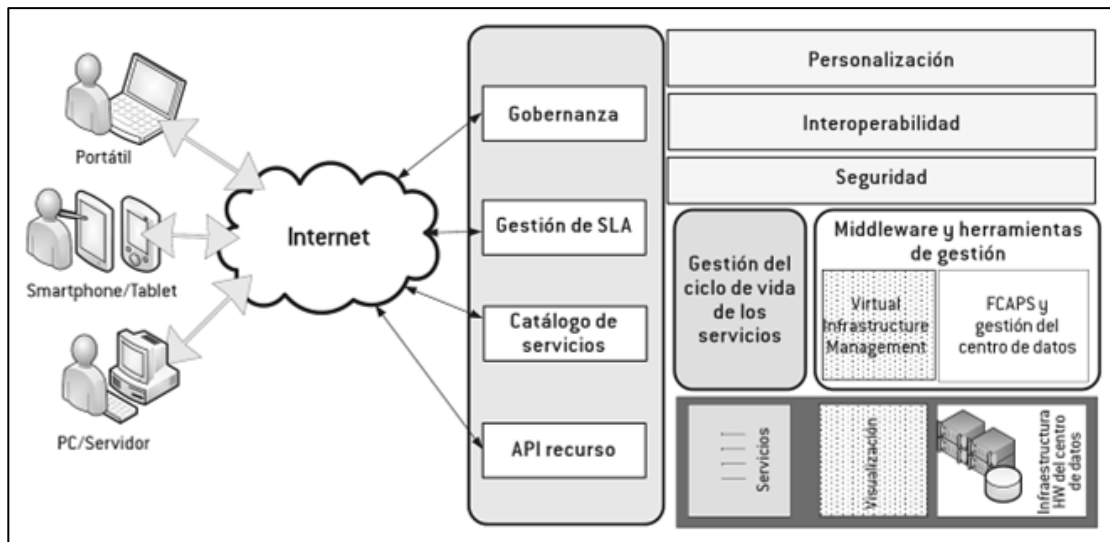 Portátil
Smartphone/Tablet
PC/Servidor
Internet
Gobernanza
Gestión de SLA
Catálogo de
servicios
API recurso
Personalización
Interoperabilidad
Seguridad
Gestión del
ciclo de vida
de los
servicios
Middleware y herramientas
de gestión
Virtual
Infrastructure
Management
FCAPS y
gestión del
centro de datos
Servicios
Visualización
Infraestructura
HW del centro
de datos